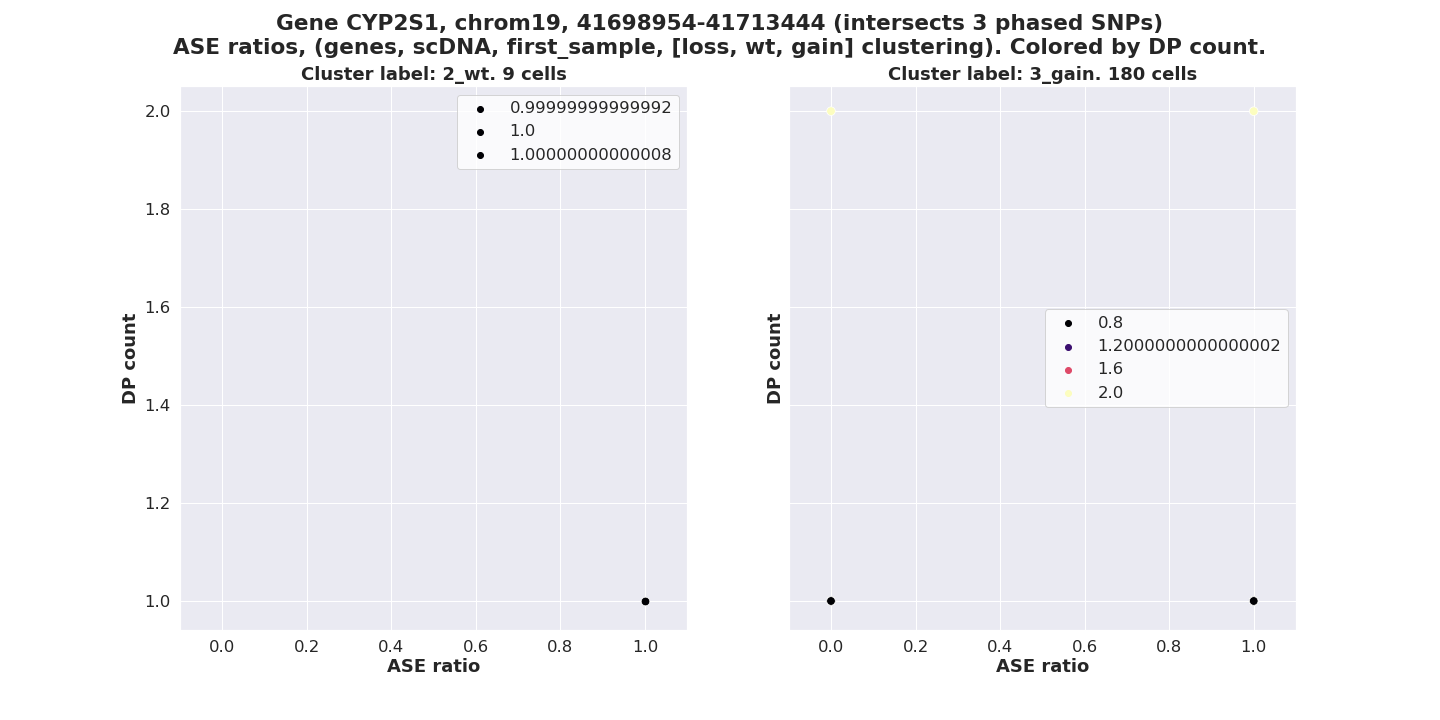 Gene CYP2S1, chrom19, 41698954-41713444 (intersects 3 phased SNPs)
ASE ratios, (genes, scDNA, first_sample, [loss, wt, gain] clustering). Colored by DP count.
Cluster label: 2_wt. 9 cells
0.99999999999992
1.0
1.00000000000008
2.0
1.8
1.6
1.4
1.2
1.0
DP count
0.0 0.2 0.4 0.6 0.8 1.0
ASE ratio
Cluster label: 3_gain. 180 cells
0.8
1.2000000000000002
1.6
2.0
DP count
0.0 0.2 0.4 0.6 0.8 1.0
ASE ratio